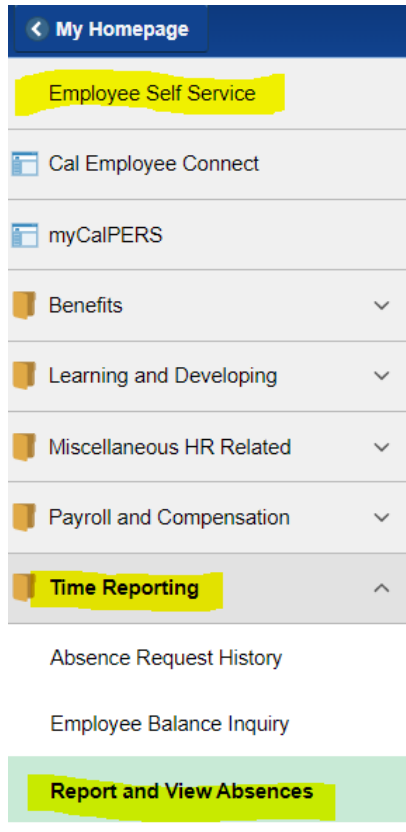 My Homepage
Employee Self Service
Cal Employee Connect
myCalPERS
Benefits
Learning and Developing
Miscellaneous HR Related
Payroll and Compensation
Time Reporting
Absence Request History
Employee Balance Inquiry
Report and View Absences